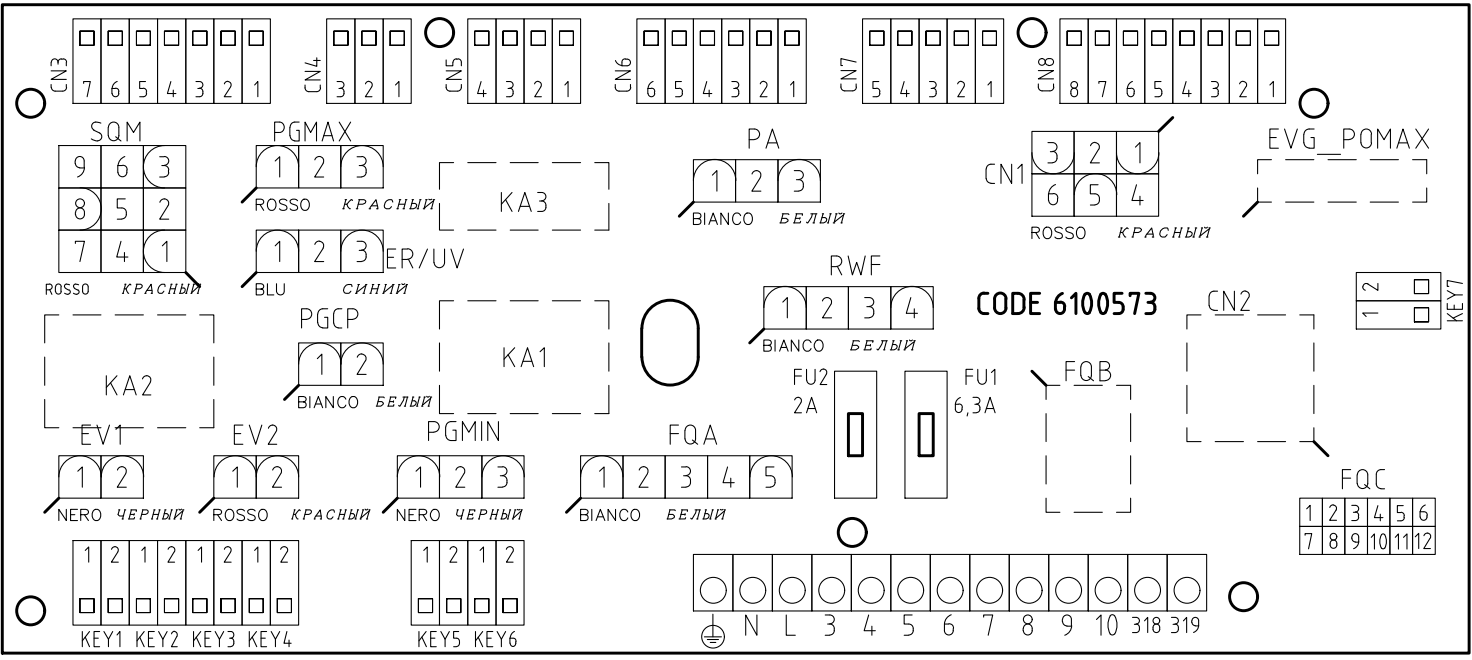 CN3 7 6 5 4 3 2 1
CN4 3 2 1
CN5 4 3 2 1
CN6 6 5 4 3 2 1
CN7 5 4 3 2 1
CN8 8 7 6 5 4 3 2 1
SQM
9 6 3
8 5 2
7 4 1
ROSSO КРАСНЫЙ
PGMAX
1 2 3
ROSSO КРАСНЫЙ
1 2 3 ER/UV
BLU СИНИЙ
KA3
PA
1 2 3
BIANCO БЕЛЫЙ
CN1
3 2 1
6 5 4
ROSSO КРАСНЫЙ
EVG_POMAX
RWF
1 2 3 4
BIANCO БЕЛЫЙ
CODE 6100573
CN2
2
1
KEY7
KA2
PGCP
1 2
BIANCO БЕЛЫЙ
KA1
FU2
2A
FU1
6,3A
FQB
EV1
1 2
NERO ЧЕРНЫЙ
EV2
1 2
ROSSO КРАСНЫЙ
PGMIN
1 2 3
NERO ЧЕРНЫЙ
FQA
1 2 3 4 5
BIANCO БЕЛЫЙ
FQC
1 2 3 4 5 6
7 8 9 10 11 12
1 2 1 2 1 2 1 2
KEY1 KEY2 KEY3 KEY4
1 2 1 2
KEY5 KEY6
N L 3 4 5 6 7 8 9 10 318 319